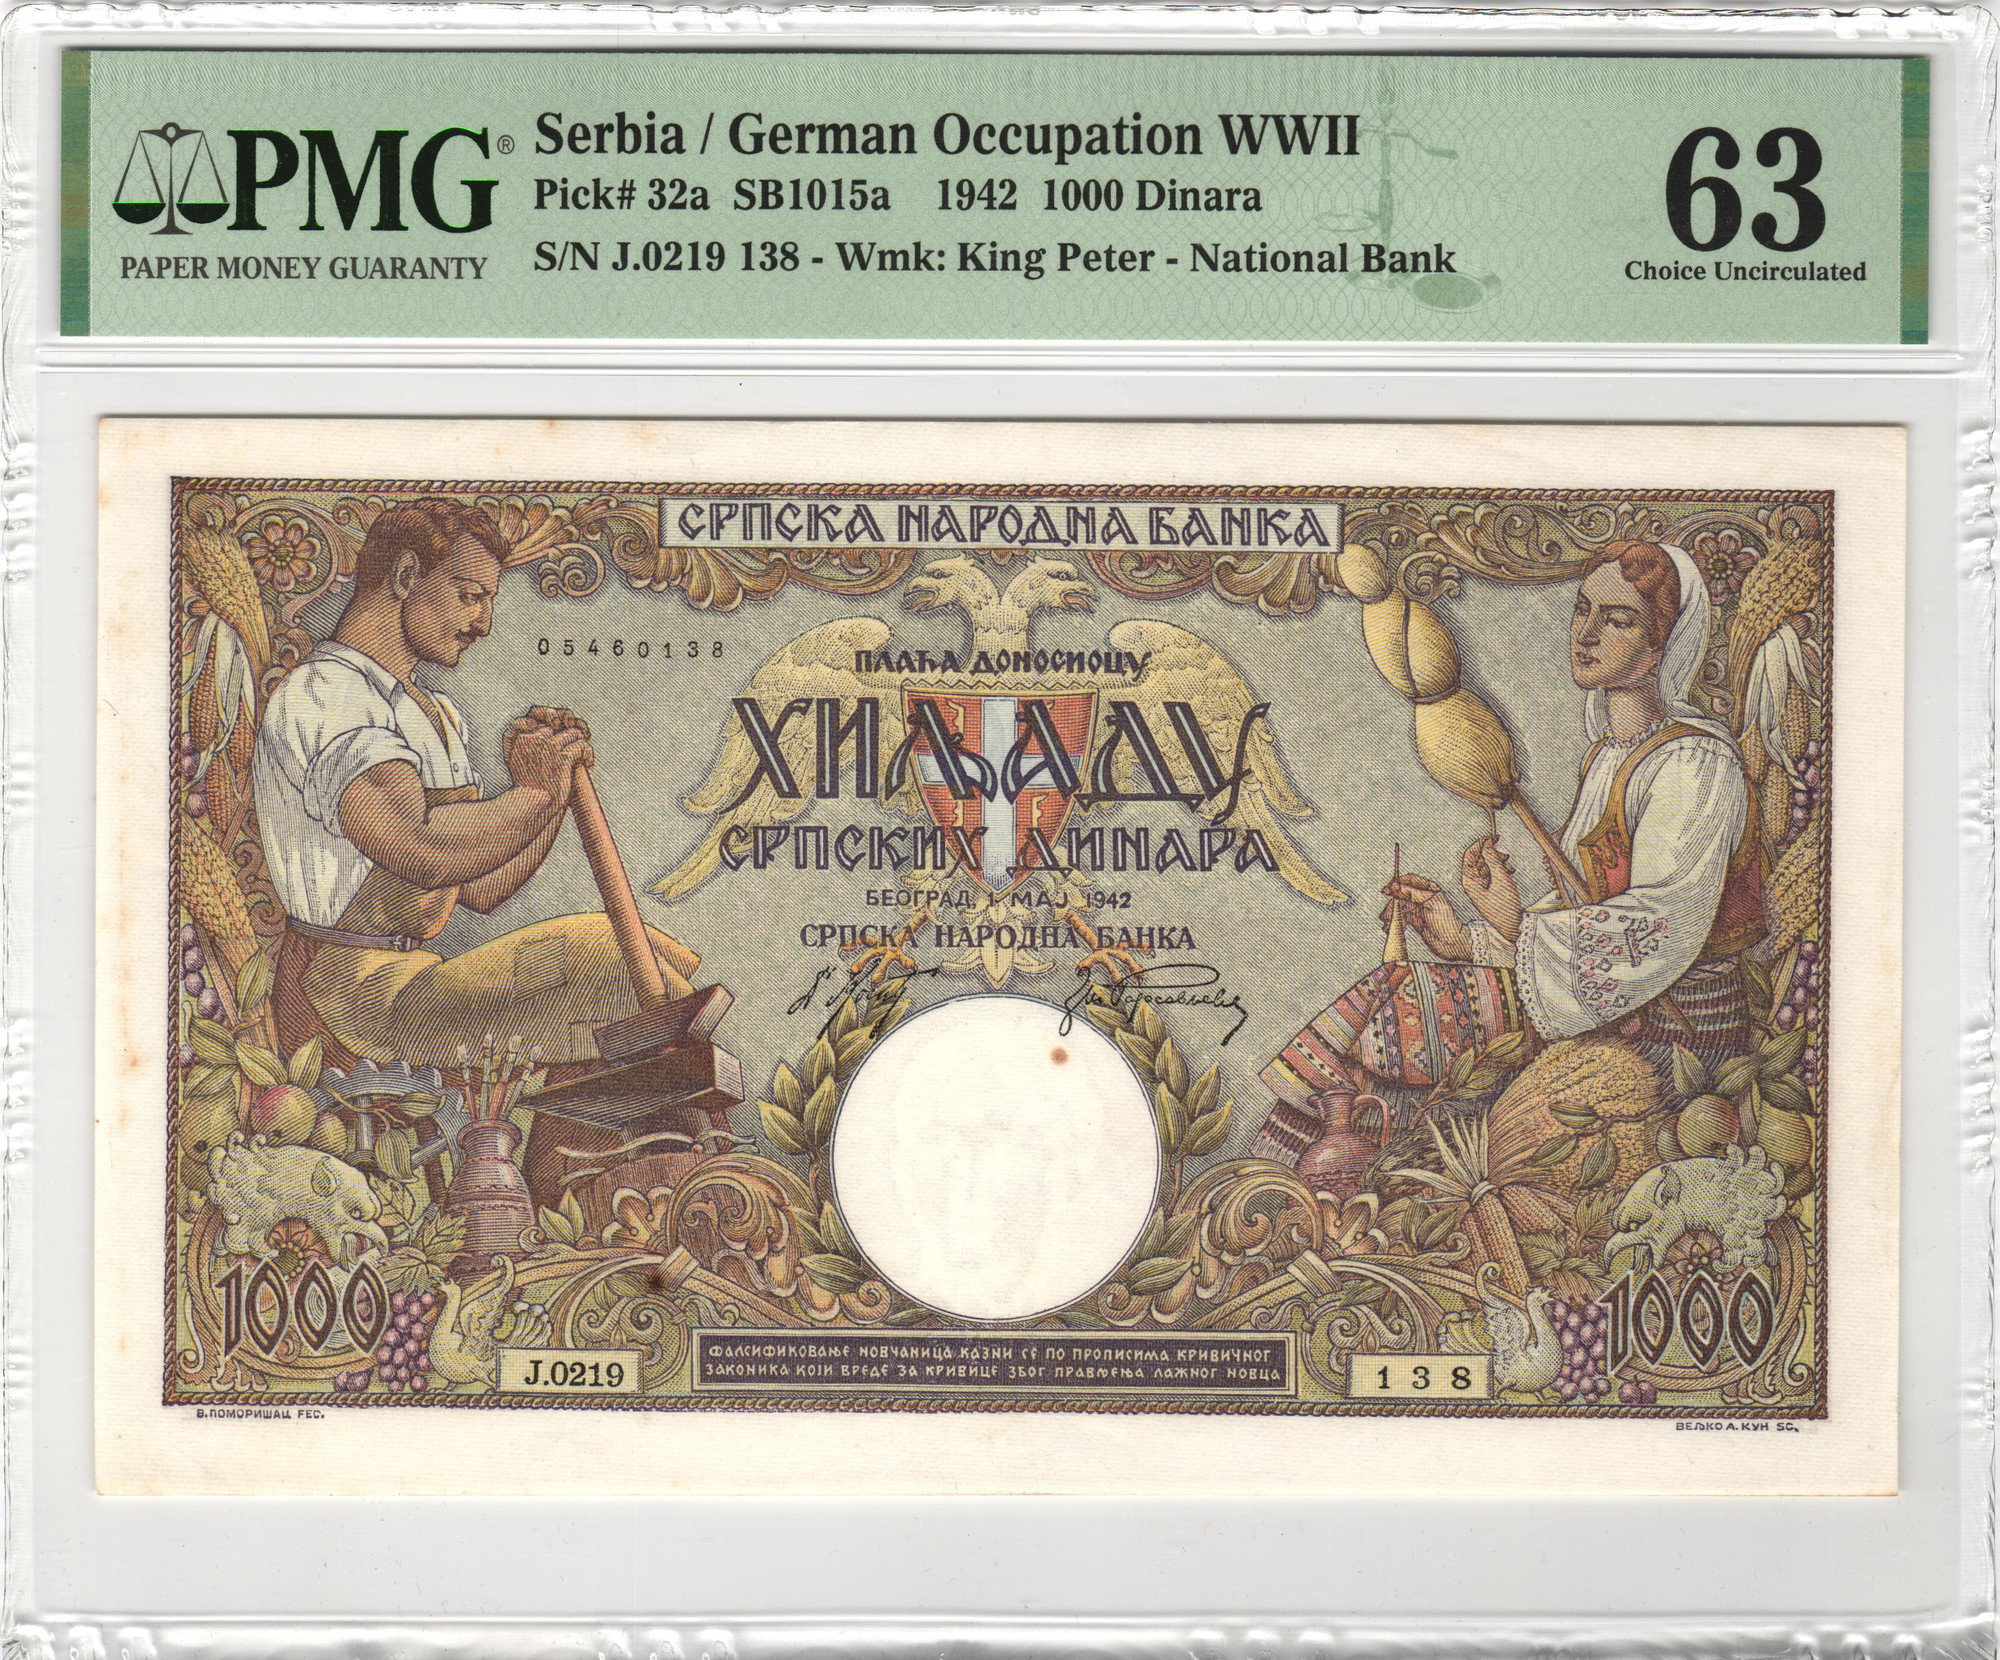 PMG®
PAPER MONEY GUARANTY
Serbia / German Occupation WWII
Pick# 32a SB1015a 1942 1000 Dinara
S/N J.0219 138 - Wmk: King Peter - National Bank
63
Choice Uncirculated
СРПСКА НАРОДНА БАНКА
05460138
ПЛАЋА ДОНОСИОЦУ
ХИЉАДУ
СРПСКИХ ДИНАРА
БЕОГРАД, 1. МАЈ 1942
СРПСКА НАРОДНА БАНКА
1000
1000
J.0219
ФАЛСИФИКОВАЊЕ НОВЧАНИЦА КАЗНИ СЕ ПО ПРОПИСИМА КРИВИЧНОГ
ЗАКОНИКА КОЈИ ВРЕДЕ ЗА КРИВИЦЕ ЗБОГ ПРАВЉЕЊА ЛАЖНОГ НОВЦА
138
В. ПОМОРИШАЦ FEC.
ВЕЉКО А. КУН SC.